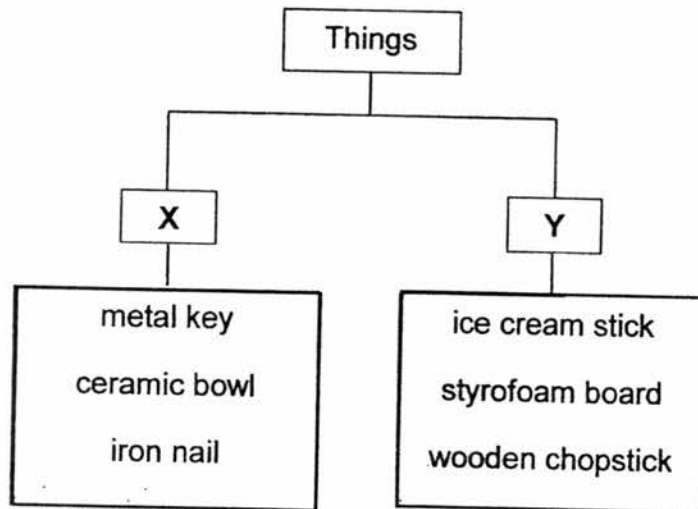 Things
X
Y
metal key
ceramic bowl
iron nail
ice cream stick
styrofoam board
wooden chopstick